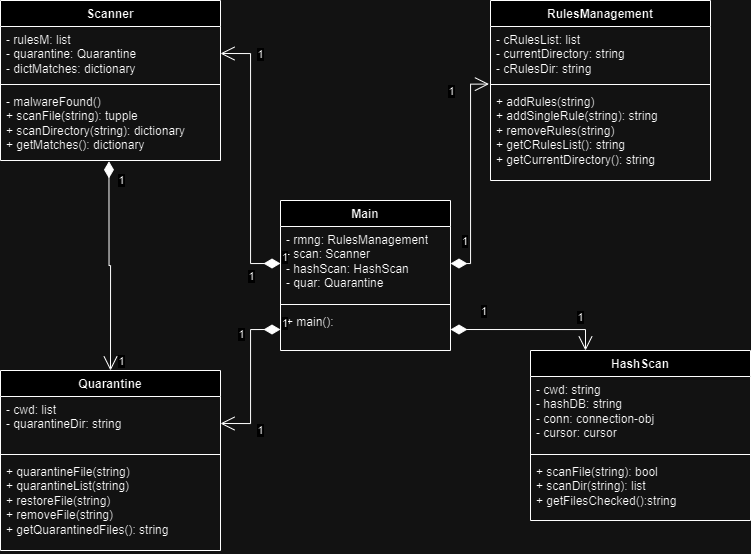 Scanner
- rulesM: list
- quarantine: Quarantine
- dictMatches: dictionary
- malwareFound()
+ scanFile(string): tupple
+ scanDirectory(string): dictionary
+ getMatches(): dictionary
1
1
RulesManagement
- cRulesList: list
- currentDirectory: string
- cRulesDir: string
+ addRules(string)
+ addSingleRule(string): string
+ removeRules(string)
+ getCRulesList(): string
+ getCurrentDirectory(): string
1
Main
- rmng: RulesManagement
- scan: Scanner
- hashScan: HashScan
- quar: Quarantine
+ main():
1
1
1
1
1
1
1
1
Quarantine
- cwd: list
- quarantineDir: string
+ quarantineFile(string)
+ quarantineList(string)
+ restoreFile(string)
+ removeFile(string)
+ getQuarantinedFiles(): string
1
HashScan
- cwd: string
- hashDB: string
- conn: connection-obj
- cursor: cursor
+ scanFile(string): bool
+ scanDir(string): list
+ getFilesChecked():string